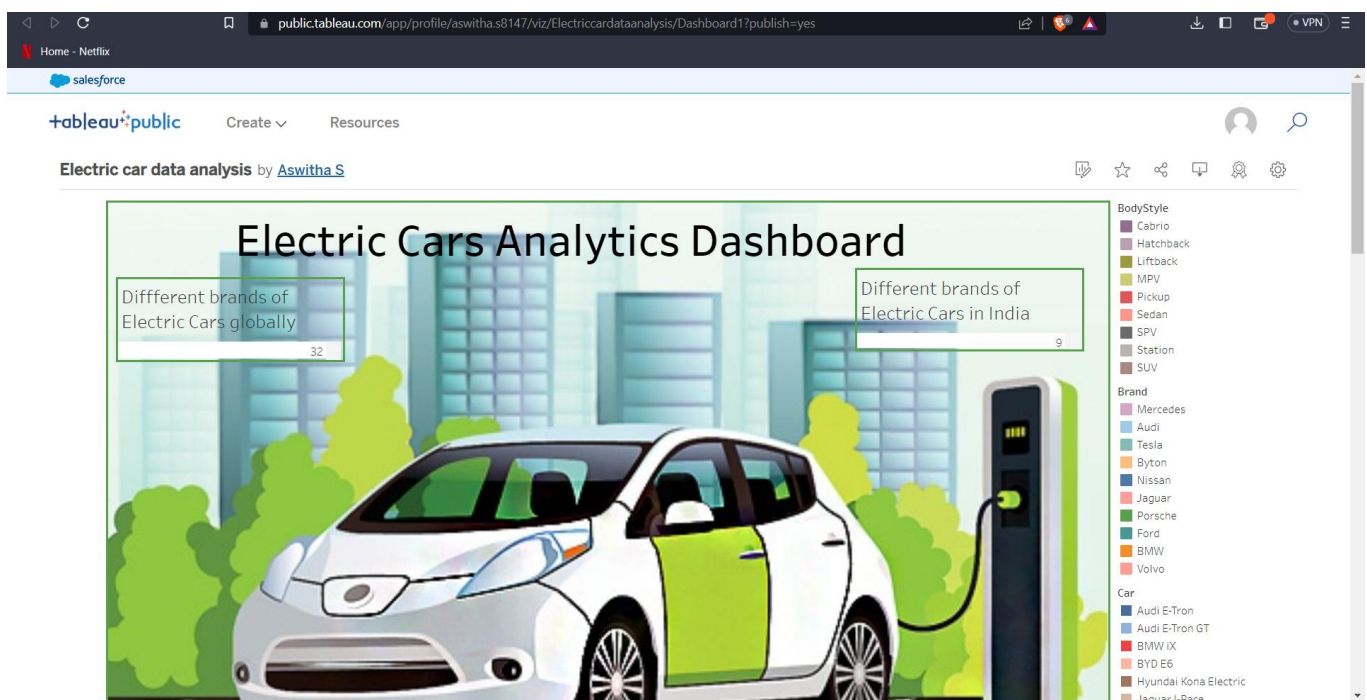 public.tableau.com/app/profile/aswitha.s8147/viz/Electriccardataanalysis/Dashboard1?publish=yes
6
VPN
N Home - Netflix
salesforce
+ableau+public Create Resources
Electric car data analysis by Aswitha S
Electric Cars Analytics Dashboard
Diffferent brands of
Electric Cars globally
32
Different brands of
Electric Cars in India
9
BodyStyle
Cabrio
Hatchback
Liftback
MPV
Pickup
Sedan
SPV
Station
SUV
Brand
Mercedes
Audi
Tesla
Byton
Nissan
Jaguar
Porsche
Ford
BMW
Volvo
Car
Audi E-Tron
Audi E-Tron GT
BMW iX
BYD E6
Hyundai Kona Electric
Jaguar I-Pace